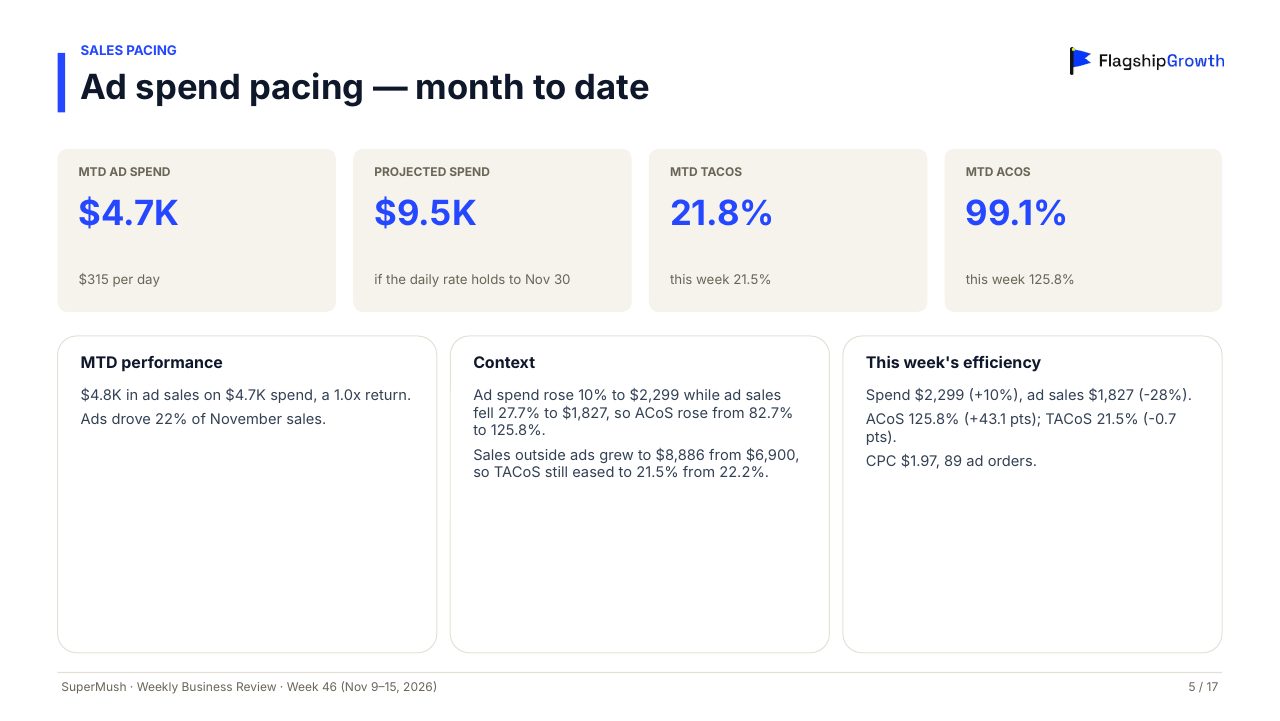 SALES PACING
Ad spend pacing — month to date
FlagshipGrowth
MTD AD SPEND
$4.7K
$315 per day
PROJECTED SPEND
$9.5K
if the daily rate holds to Nov 30
MTD TACOS
21.8%
this week 21.5%
MTD ACOS
99.1%
this week 125.8%
MTD performance
$4.8K in ad sales on $4.7K spend, a 1.0x return.
Ads drove 22% of November sales.
Context
Ad spend rose 10% to $2,299 while ad sales
fell 27.7% to $1,827, so ACoS rose from 82.7%
to 125.8%.
Sales outside ads grew to $8,886 from $6,900,
so TACoS still eased to 21.5% from 22.2%.
This week's efficiency
Spend $2,299 (+10%), ad sales $1,827 (-28%).
ACoS 125.8% (+43.1 pts); TACoS 21.5% (-0.7
pts).
CPC $1.97, 89 ad orders.
SuperMush · Weekly Business Review · Week 46 (Nov 9–15, 2026)
5 / 17